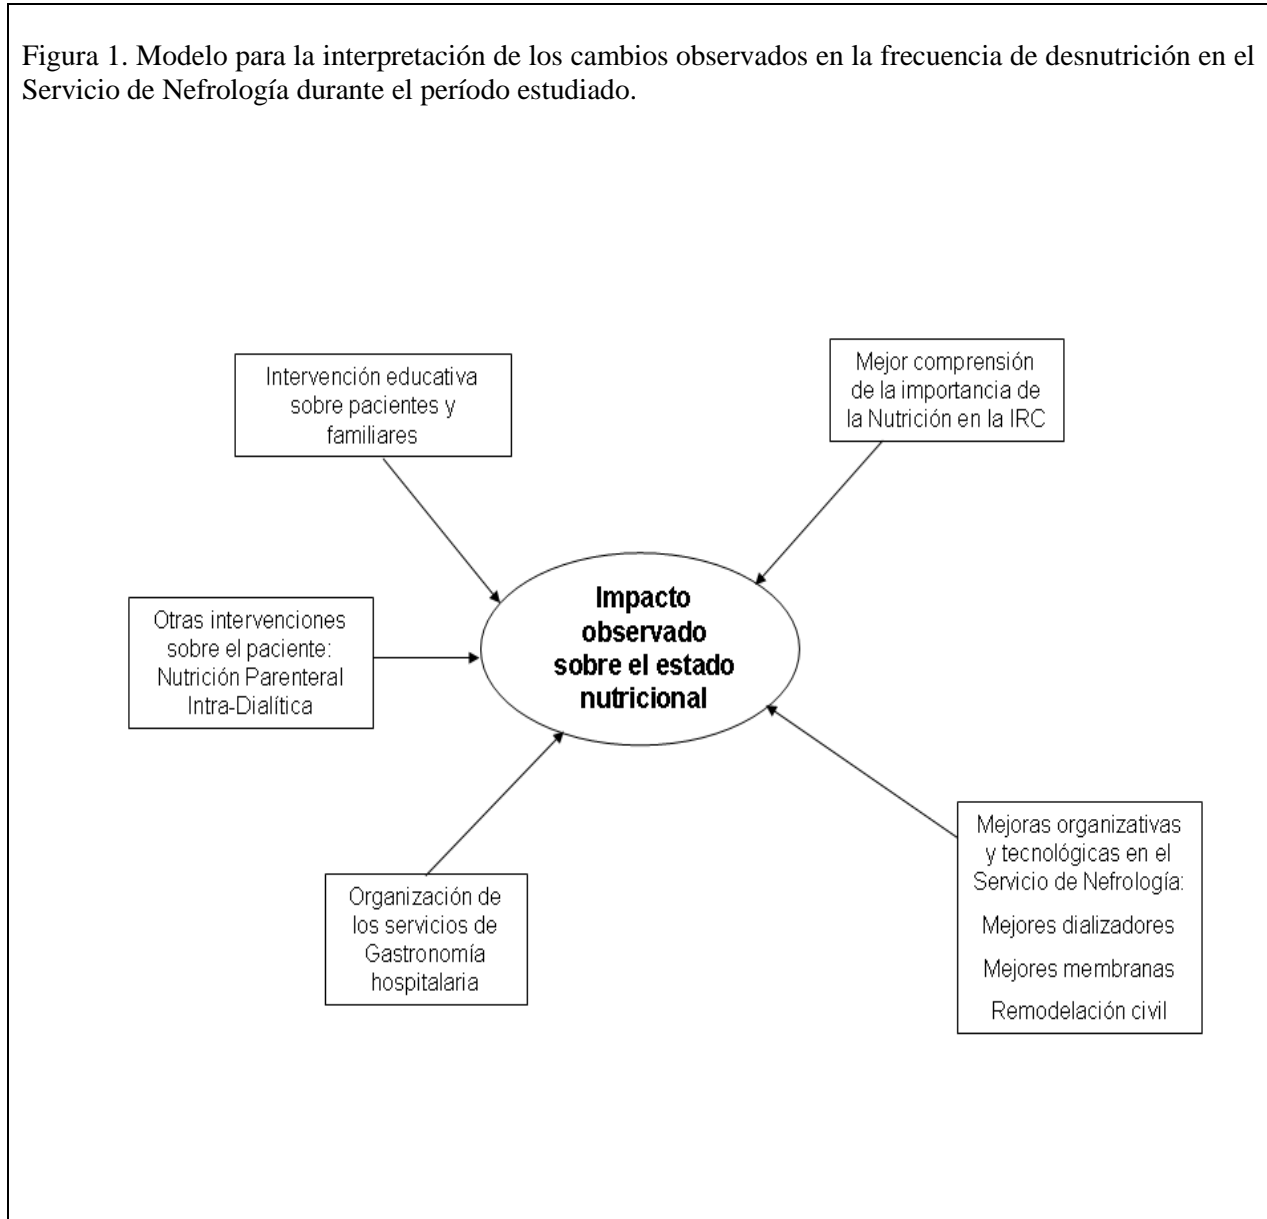 Figura 1. Modelo para la interpretación de los cambios observados en la frecuencia de desnutrición en el
Servicio de Nefrología durante el período estudiado.
Intervención educativa
sobre pacientes y
familiares
Mejor comprensión
de la importancia de
la Nutrición en la IRC
Otras intervenciones
sobre el paciente:
Nutrición Parenteral
Intra-Dialítica
Impacto
observado
sobre el estado
nutricional
Organización de
los servicios de
Gastronomía
hospitalaria
Mejoras organizativas
y tecnológicas en el
Servicio de Nefrología:
Mejores dializadores
Mejores membranas
Remodelación civil